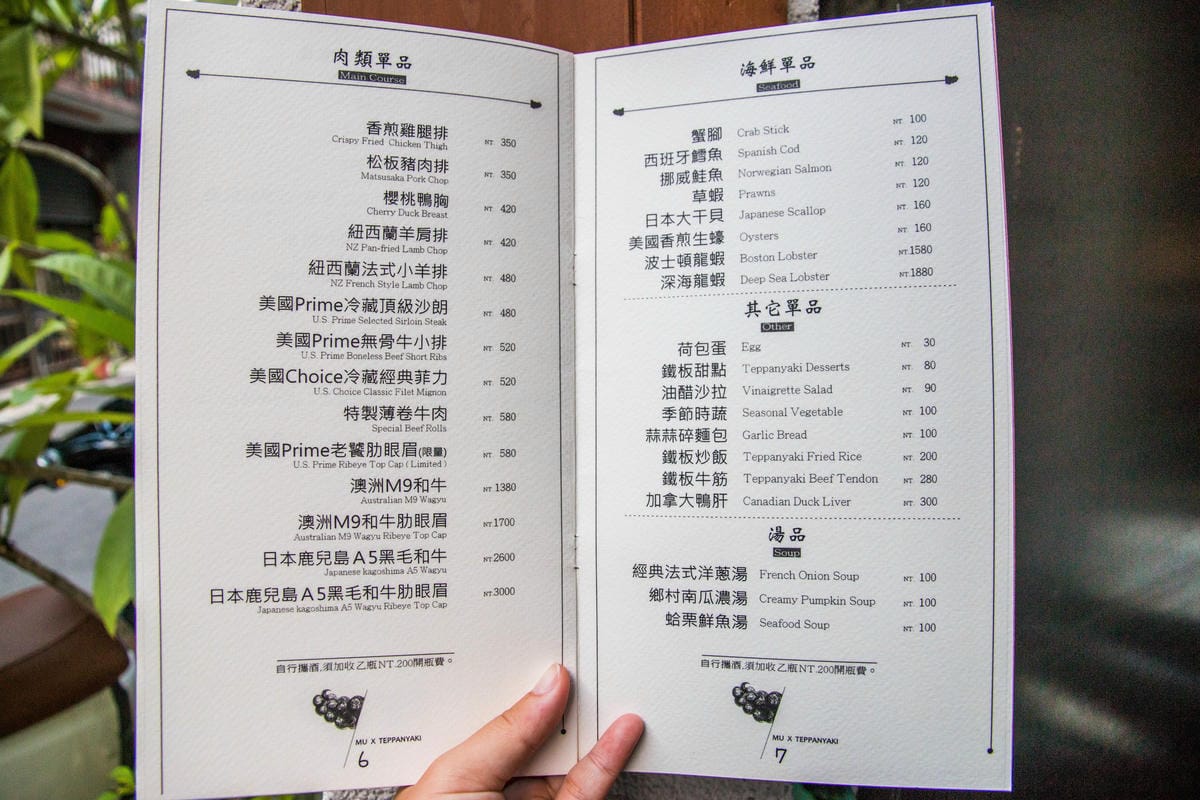 肉類單品
Main Course
香煎雞腿排 NT. 350
Crispy Fried Chicken Thigh
松板豬肉排 NT. 350
Matsusaka Pork Chop
櫻桃鴨胸 NT. 420
Cherry Duck Breast
紐西蘭羊肩排 NT. 420
NZ Pan-fried Lamb Chop
紐西蘭法式小羊排 NT. 480
NZ French Style Lamb Chop
美國Prime冷藏頂級沙朗 NT. 480
U.S. Prime Selected Sirloin Steak
美國Prime無骨牛小排 NT. 520
U.S. Prime Boneless Beef Short Ribs
美國Choice冷藏經典菲力 NT. 520
U.S. Choice Classic Filet Mignon
特製薄卷牛肉 NT. 580
Special Beef Rolls
美國Prime老饕肋眼眉(限量) NT. 580
U.S. Prime Ribeye Top Cap ( Limited )
澳洲M9和牛 NT. 1380
Australian M9 Wagyu
澳洲M9和牛肋眼眉 NT. 1700
Australian M9 Wagyu Ribeye Top Cap
日本鹿兒島A5黑毛和牛 NT. 2600
Japanese kagoshima A5 Wagyu
日本鹿兒島A5黑毛和牛肋眼眉 NT. 3000
Japanese kagoshima A5 Wagyu Ribeye Top Cap
自行攜酒,須加收乙瓶NT.200開瓶費。
MU X TEPPANYAKI
6
海鮮單品
Seafood
蟹腳 Crab Stick NT. 100
西班牙鱈魚 Spanish Cod NT. 120
挪威鮭魚 Norwegian Salmon NT. 120
草蝦 Prawns NT. 120
日本大干貝 Japanese Scallop NT. 160
美國香煎生蠔 Oysters NT. 160
波士頓龍蝦 Boston Lobster NT. 1580
深海龍蝦 Deep Sea Lobster NT. 1880
其它單品
Other
荷包蛋 Egg NT. 30
鐵板甜點 Teppanyaki Desserts NT. 80
油醋沙拉 Vinaigrette Salad NT. 90
季節時蔬 Seasonal Vegetable NT. 100
蒜蒜碎麵包 Garlic Bread NT. 100
鐵板炒飯 Teppanyaki Fried Rice NT. 200
鐵板牛筋 Teppanyaki Beef Tendon NT. 280
加拿大鴨肝 Canadian Duck Liver NT. 300
湯品
Soup
經典法式洋蔥湯 French Onion Soup NT. 100
鄉村南瓜濃湯 Creamy Pumpkin Soup NT. 100
蛤栗鮮魚湯 Seafood Soup NT. 100
自行攜酒,須加收乙瓶NT.200開瓶費。
MU X TEPPANYAKI
7